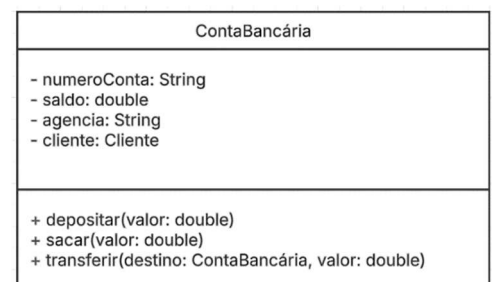 ContaBancária
- numeroConta: String
- saldo: double
- agencia: String
- cliente: Cliente
+ depositar(valor: double)
+ sacar(valor: double)
+ transferir(destino: ContaBancária, valor: double)